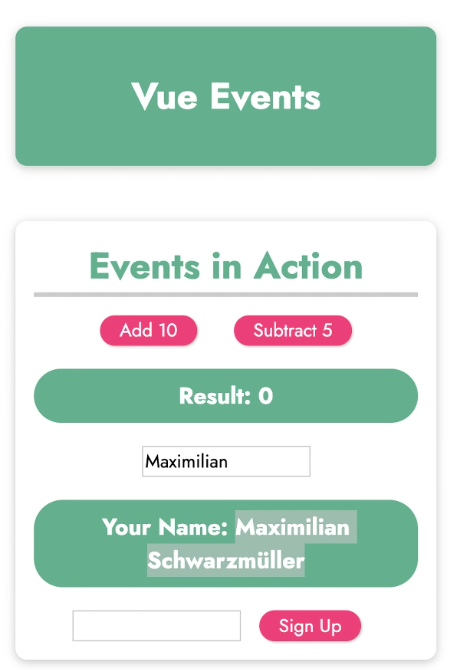 Vue Events
Events in Action
Add 10
Subtract 5
Result: 0
Maximilian
Your Name: Maximilian
Schwarzmüller
Sign Up